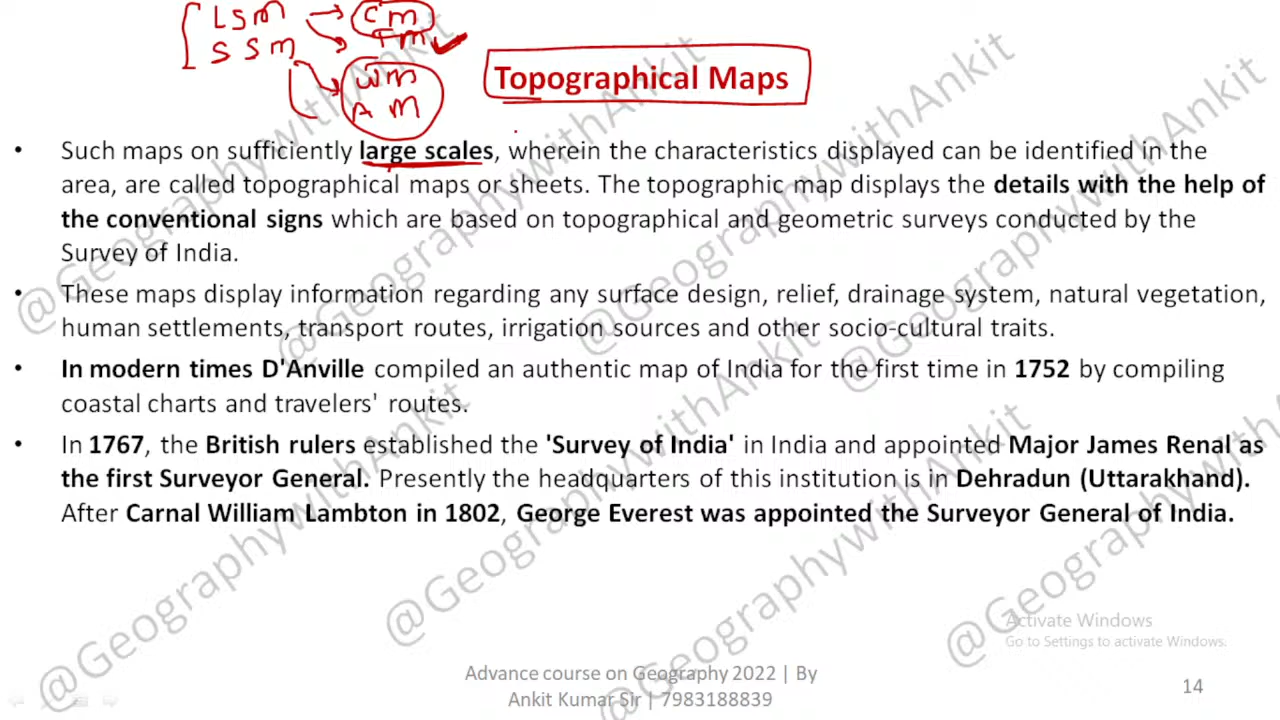 LSM → CM
SSM TM ✓
WM
AM
Topographical Maps
• Such maps on sufficiently large scales, wherein the characteristics displayed can be identified in the
area, are called topographical maps or sheets. The topographic map displays the details with the help of
the conventional signs which are based on topographical and geometric surveys conducted by the
Survey of India.
• These maps display information regarding any surface design, relief, drainage system, natural vegetation,
human settlements, transport routes, irrigation sources and other socio-cultural traits.
• In modern times D'Anville compiled an authentic map of India for the first time in 1752 by compiling
coastal charts and travelers' routes.
• In 1767, the British rulers established the 'Survey of India' in India and appointed Major James Renal as
the first Surveyor General. Presently the headquarters of this institution is in Dehradun (Uttarakhand).
After Carnal William Lambton in 1802, George Everest was appointed the Surveyor General of India.
@GeographywithAnkit
@GeographywithAnkit
@GeographywithAnkit
@GeographywithAnkit
@GeographywithAnkit
@GeographywithAnkit
@GeographywithAnkit
@GeographywithAnkit
Activate Windows
Go to Settings to activate Windows.
Advance course on Geography 2022 | By
Ankit Kumar Sir | 7983188839
14